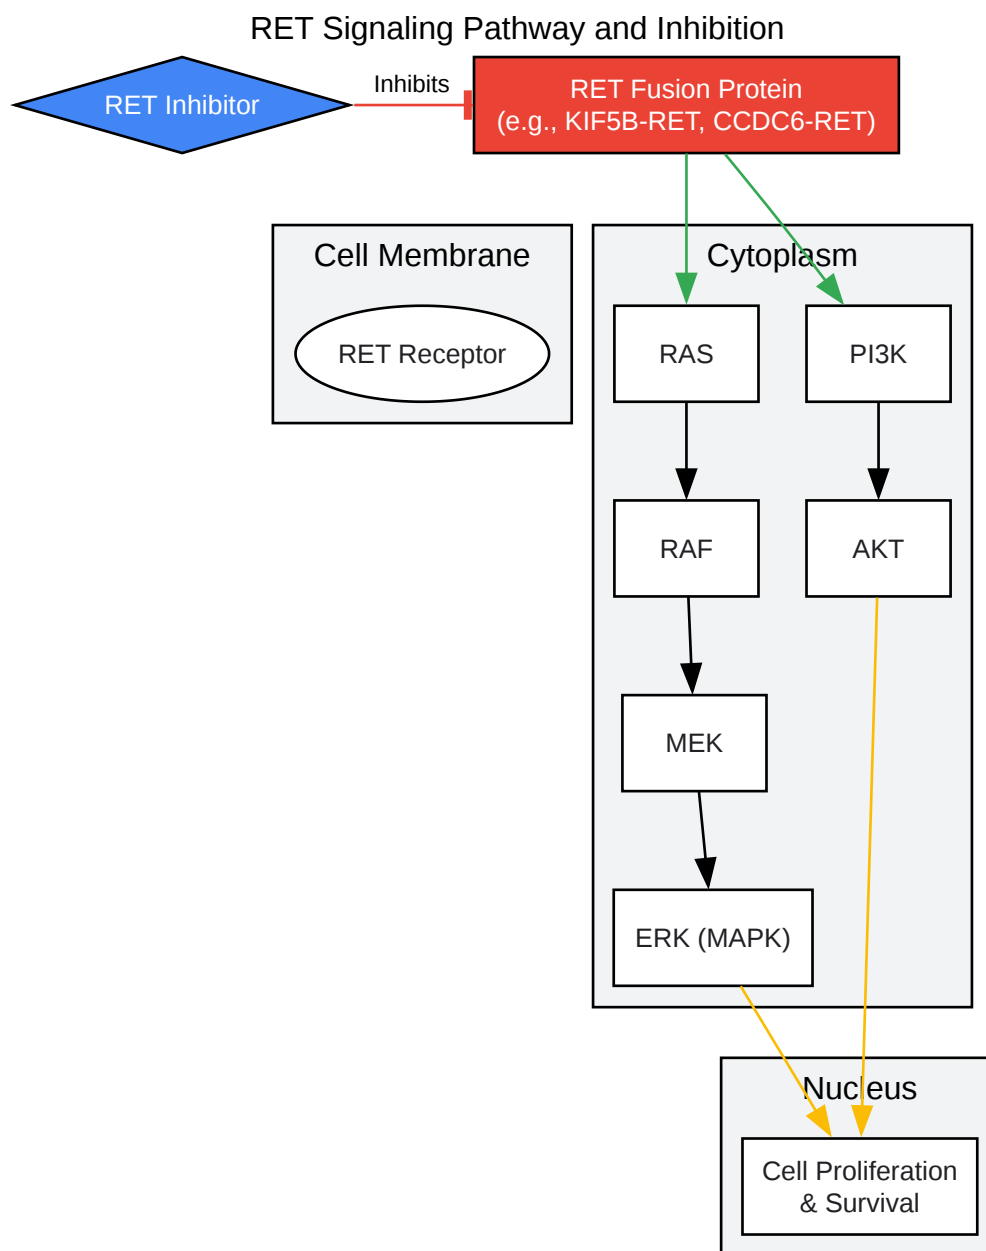 RET Signaling Pathway and Inhibition
RET Inhibitor
Inhibits
RET Fusion Protein
(e.g., KIF5B-RET, CCDC6-RET)
Cell Membrane
RET Receptor
Cytoplasm
RAS
PI3K
RAF
AKT
MEK
ERK (MAPK)
Nucleus
Cell Proliferation
& Survival